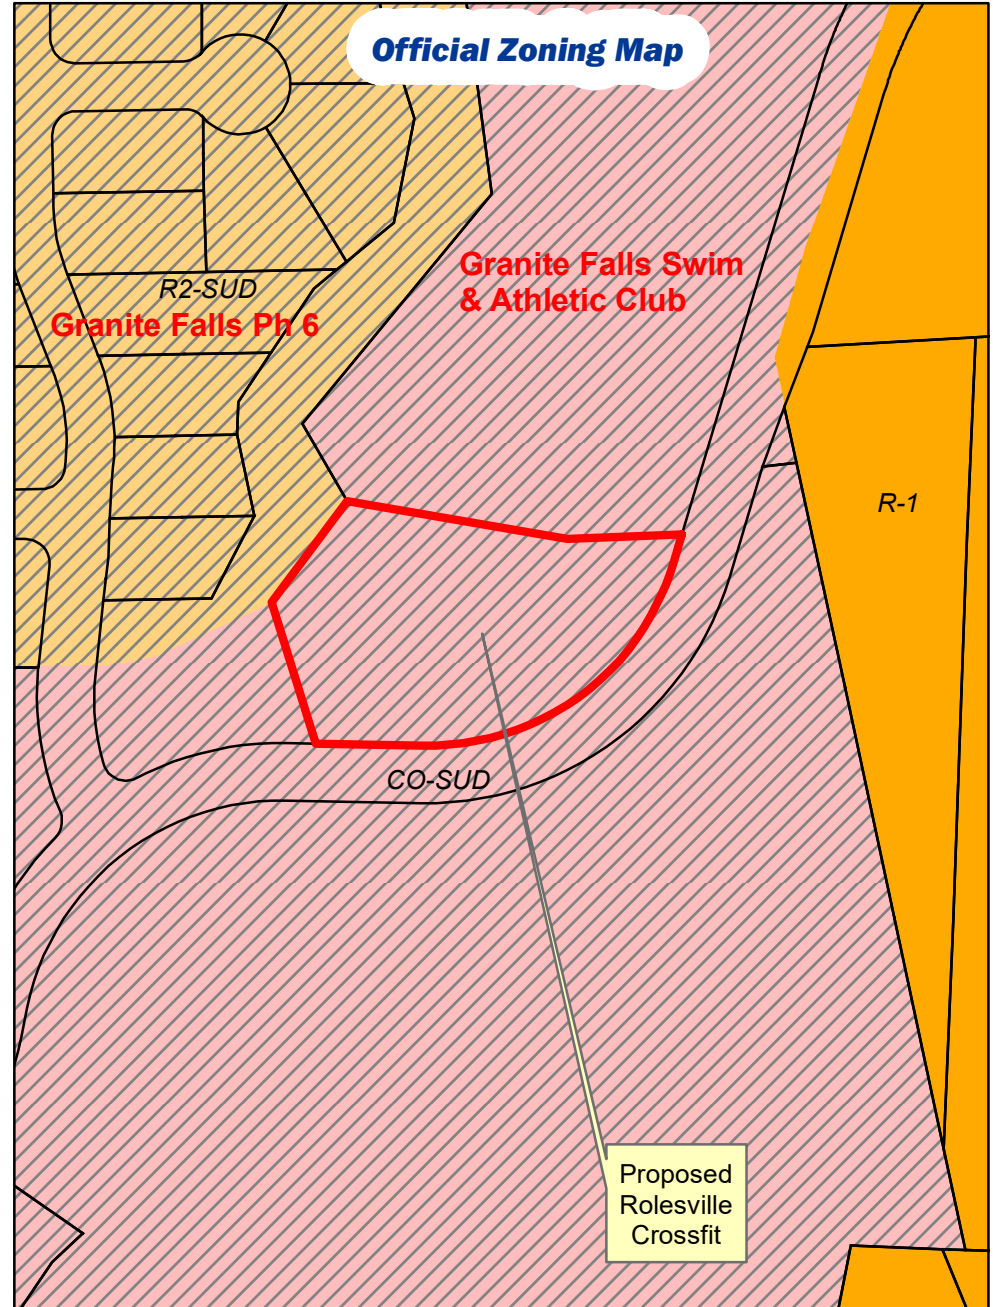 Official Zoning Map
Granite Falls Swim
& Athletic Club
R2-SUD
Granite Falls Ph 6
R-1
CO-SUD
Proposed
Rolesville
Crossfit